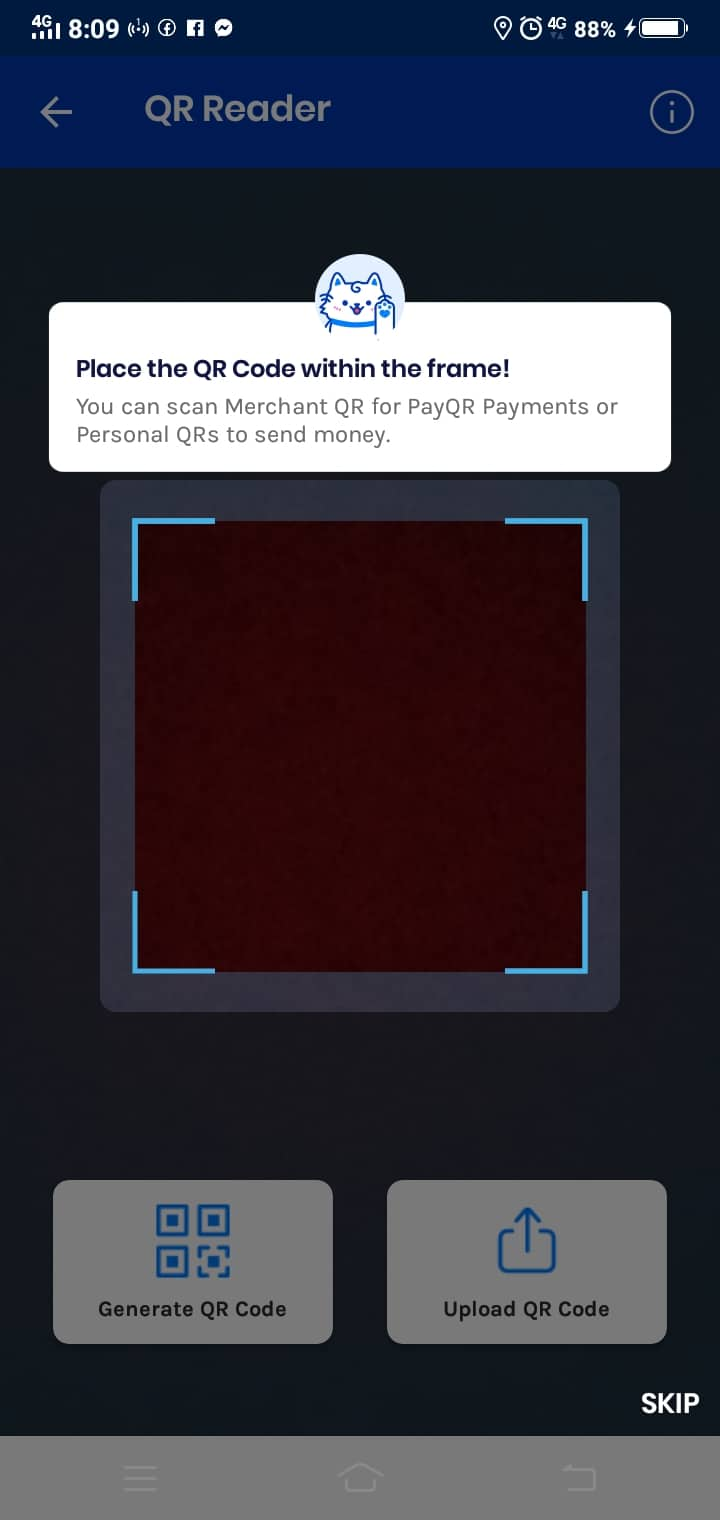 4G 8:09 4G 88%
QR Reader
Place the QR Code within the frame!
You can scan Merchant QR for PayQR Payments or
Personal QRs to send money.
Generate QR Code
Upload QR Code
SKIP